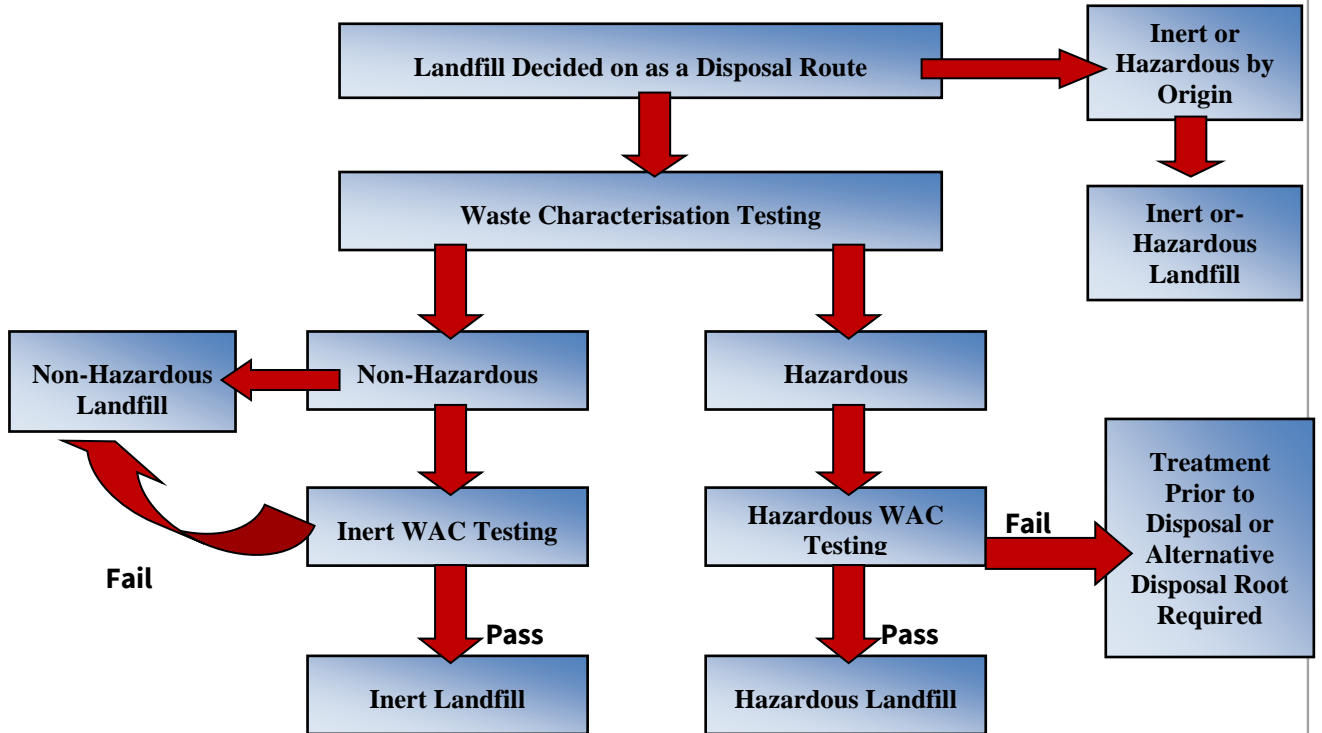 Landfill Decided on as a Disposal Route
Inert or
Hazardous by
Origin
Waste Characterisation Testing
Inert or-
Hazardous
Landfill
Non-Hazardous
Landfill
Non-Hazardous
Hazardous
Inert WAC Testing
Hazardous WAC
Testing
Fail
Treatment
Prior to
Disposal or
Alternative
Disposal Root
Required
Fail
Pass
Pass
Inert Landfill
Hazardous Landfill